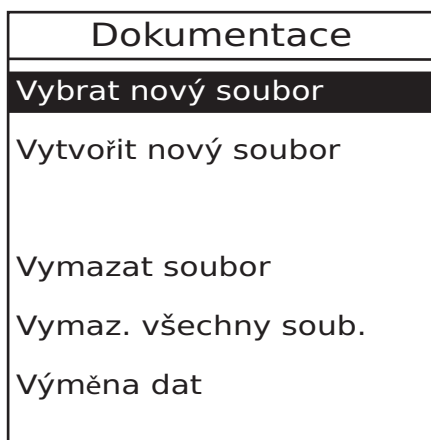 Dokumentace
Vybrat nový soubor
Vytvořit nový soubor
Vymazat soubor
Vymaz. všechny soub.
Výměna dat